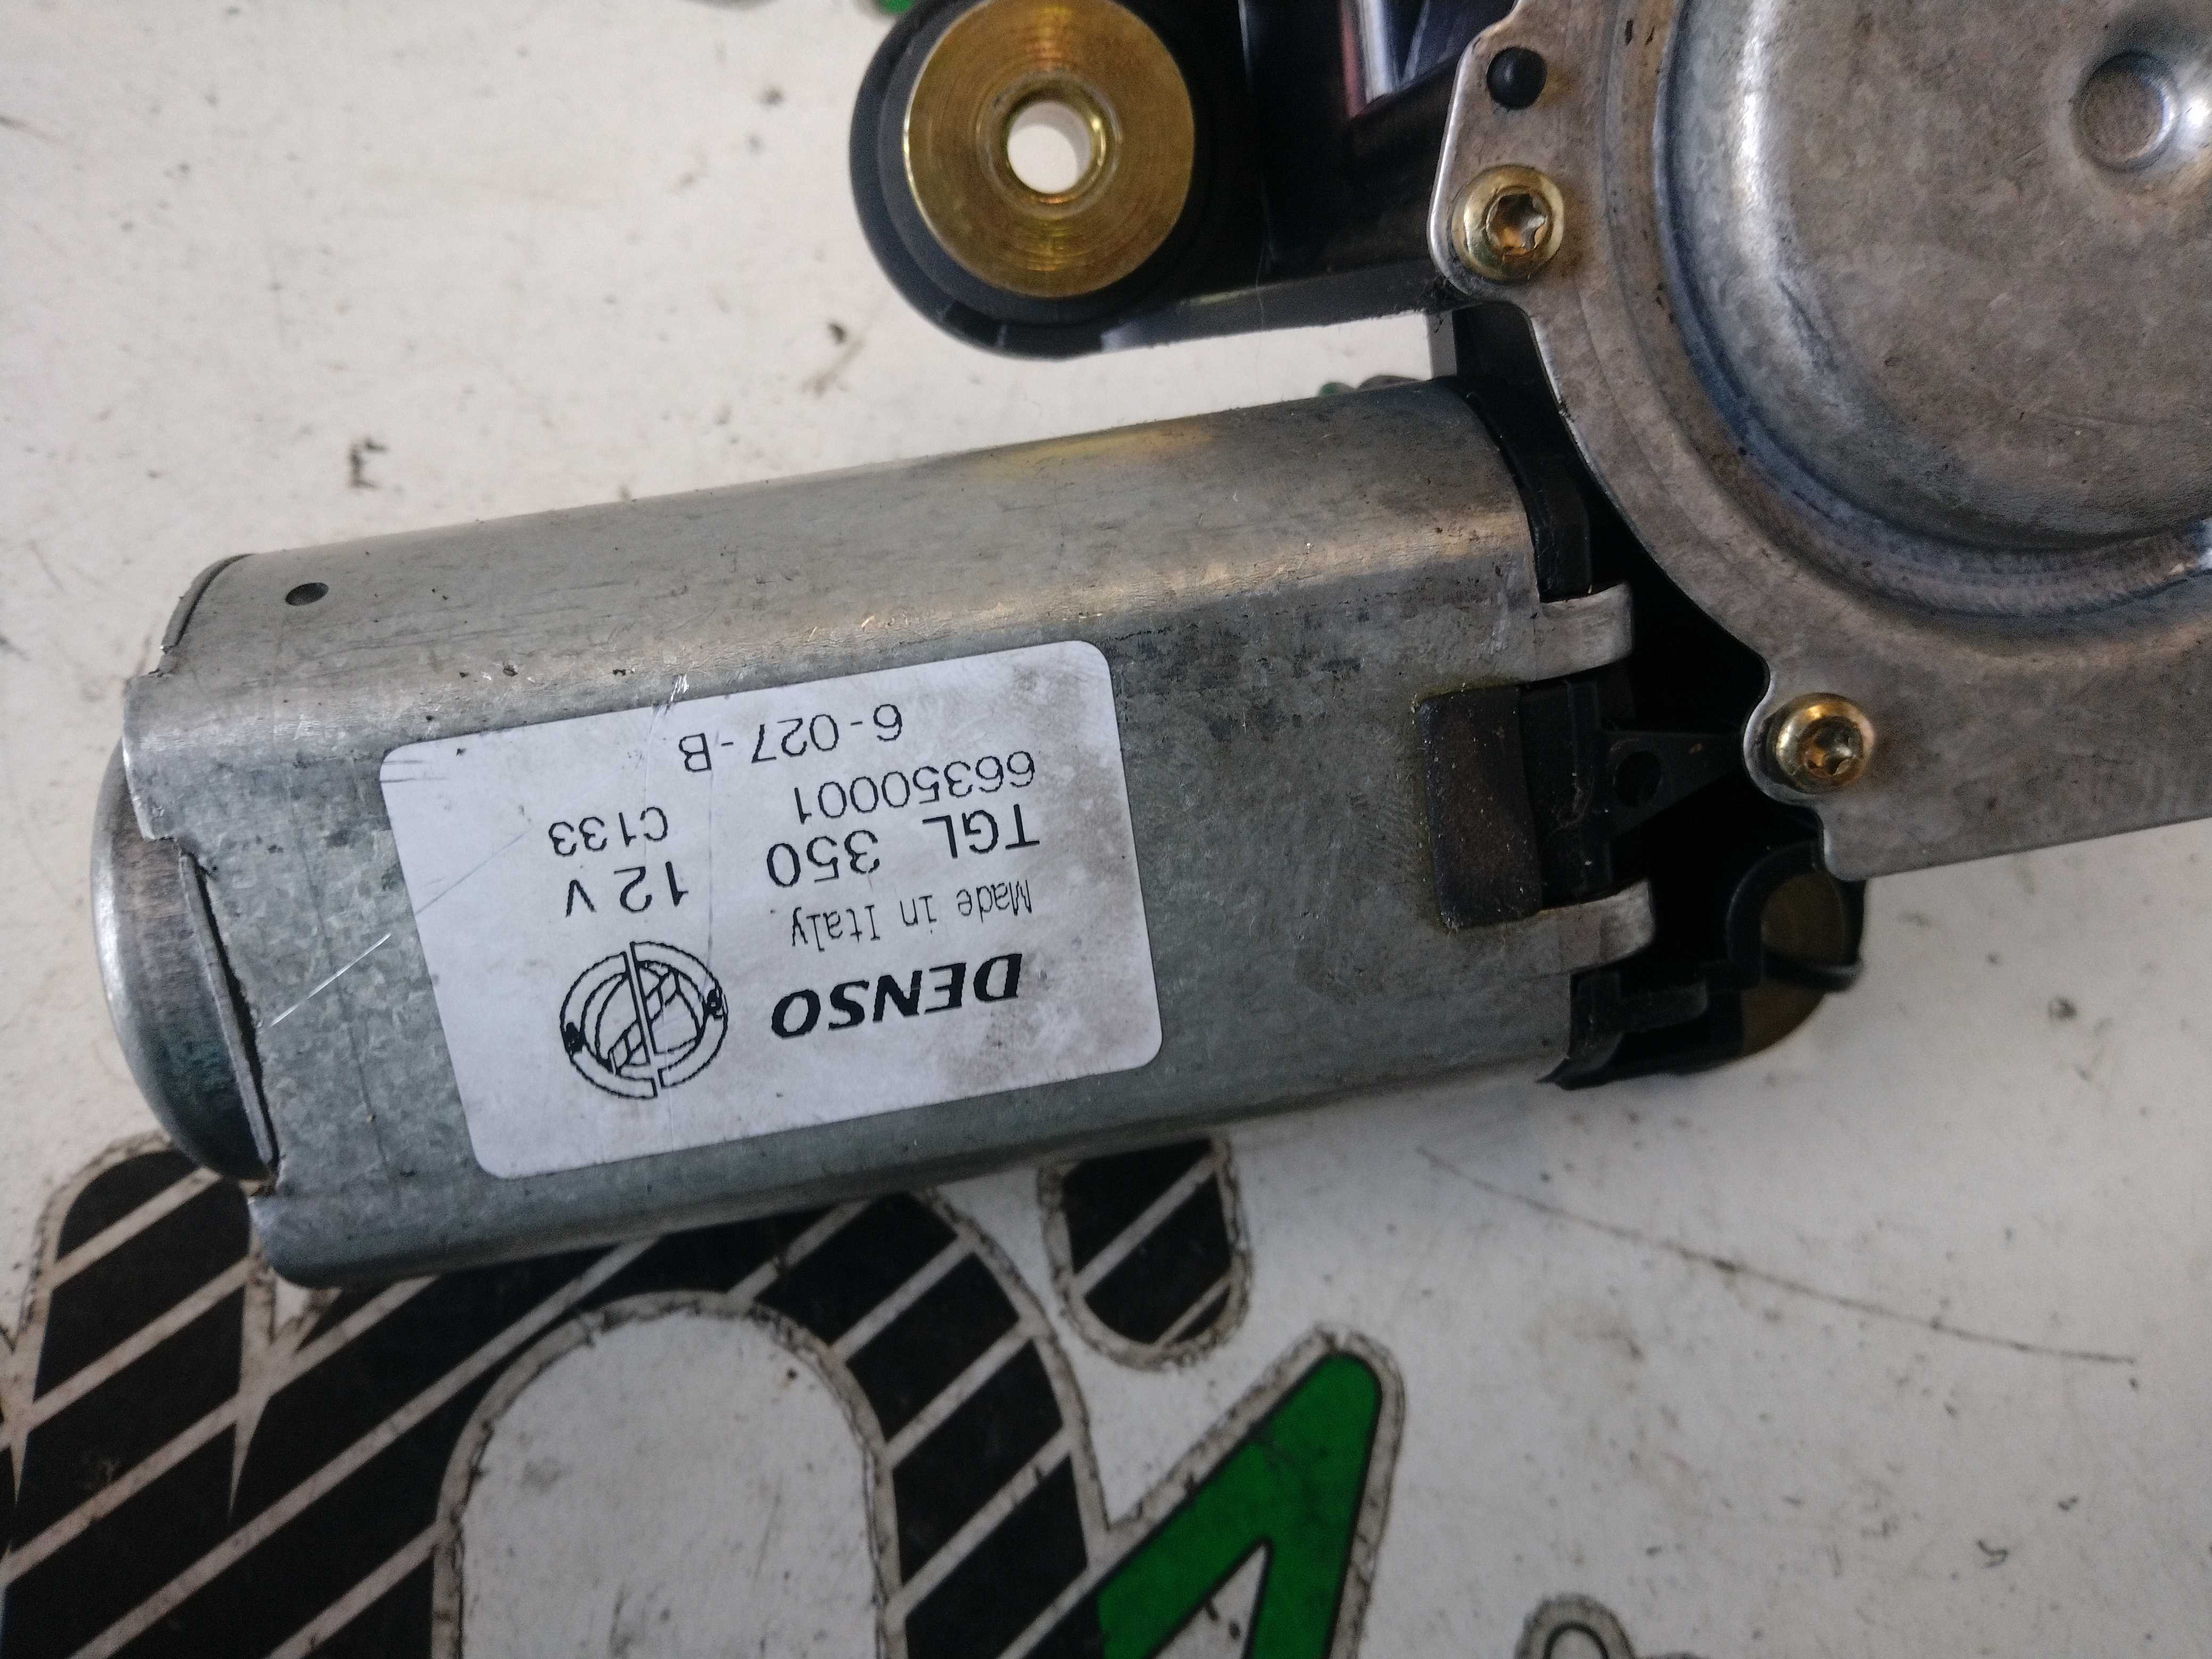 DENSO
Made in Italy
TGL 350 12 V
66350001 C133
6-027-B